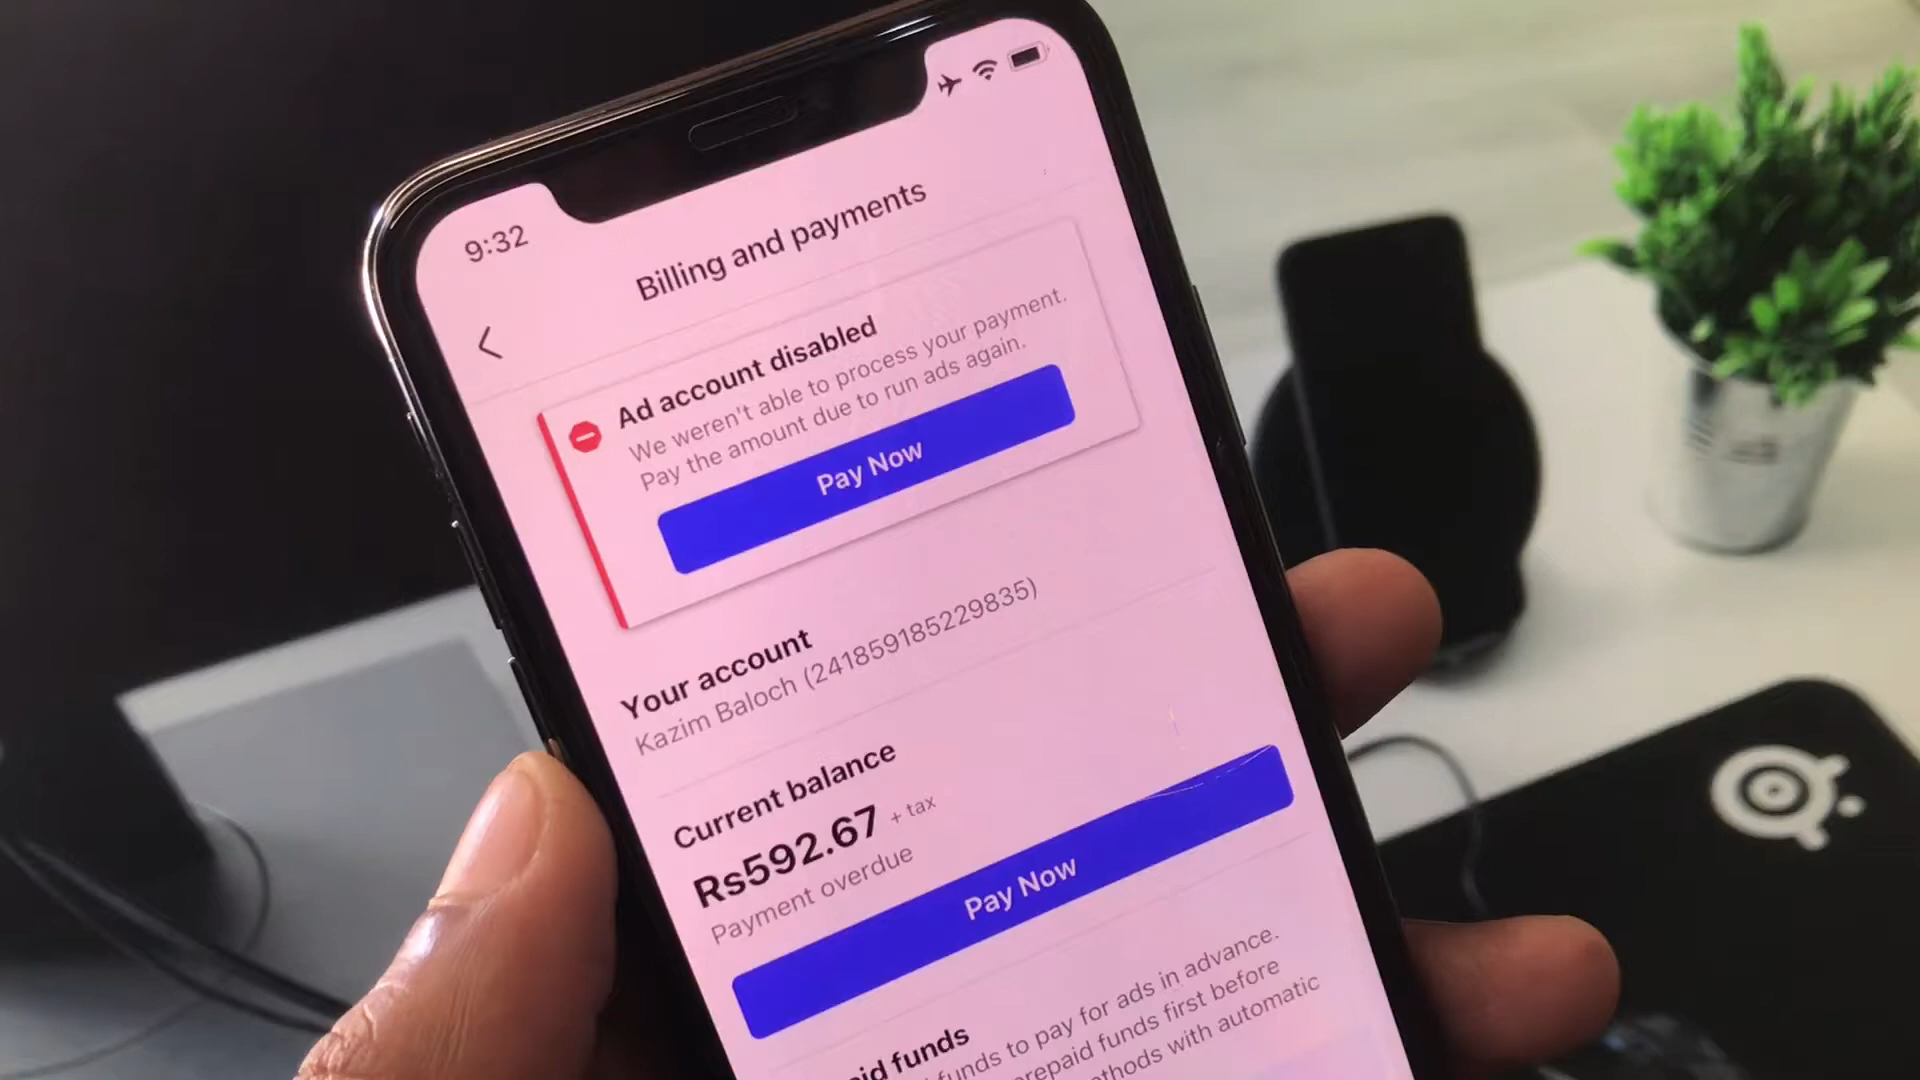 9:32
Billing and payments
Ad account disabled
We weren't able to process your payment.
Pay the amount due to run ads again.
Pay Now
Your account
Kazim Baloch (241859185229835)
Current balance
Rs592.67 + tax
Payment overdue
Pay Now
funds
funds to pay for ads in advance.
funds first before
with automatic